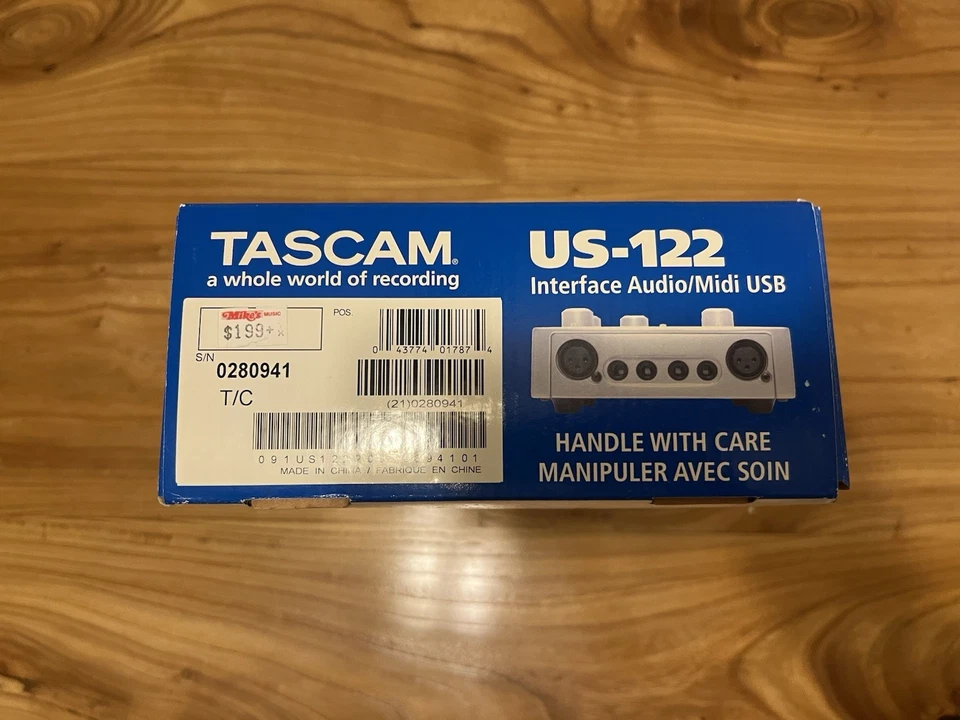 TASCAM®
a whole world of recording
Mike's MUSIC
$199+
POS.
S/N
0280941
T/C
0 43774 01787 4
(21)0280941
MADE IN CHINA / FABRIQUE EN CHINE
US-122
Interface Audio/Midi USB
HANDLE WITH CARE
MANIPULER AVEC SOIN